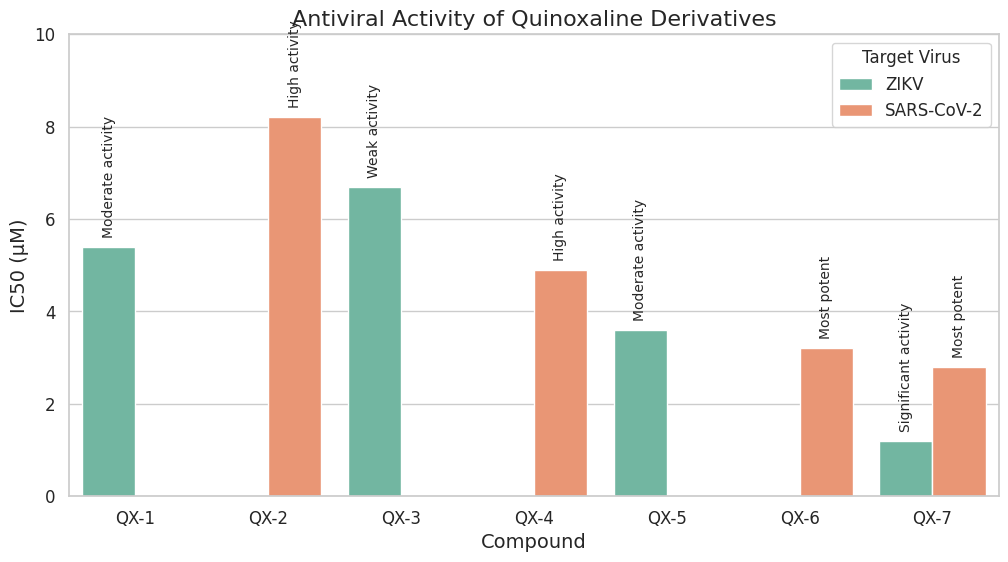 Antiviral Activity of Quinoxaline Derivatives
Target Virus
ZIKV
SARS-CoV-2
IC50 (µM)
10
8
6
4
2
0
Moderate activity
High activity
Weak activity
High activity
Moderate activity
Most potent
Significant activity
Most potent
QX-1
QX-2
QX-3
QX-4
QX-5
QX-6
QX-7
Compound